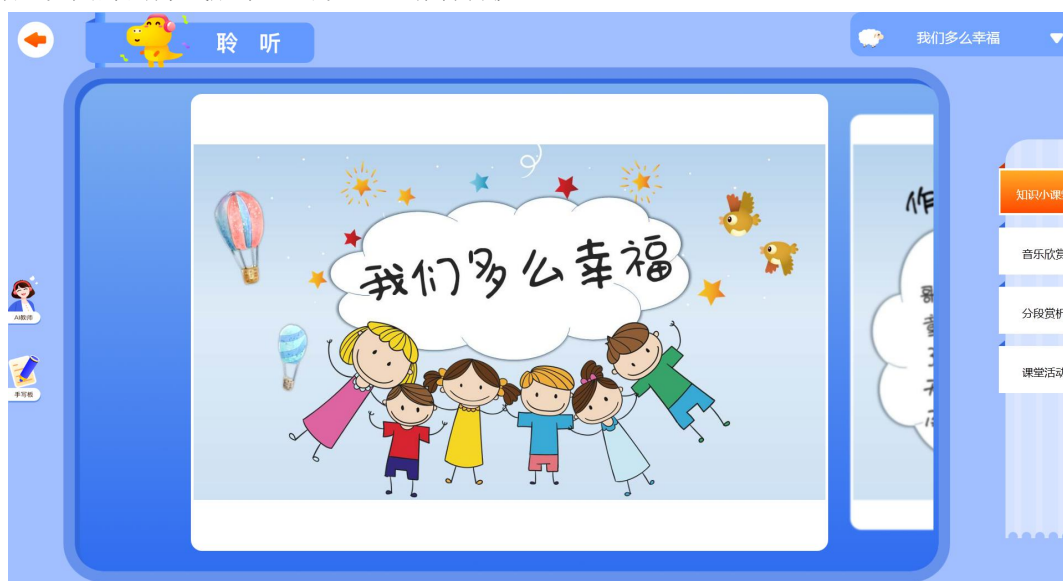 聆 听
我们多么幸福
我们多么幸福
作
知识小课
音乐欣赏
分段赏析
课堂活动
AI教师
手写板